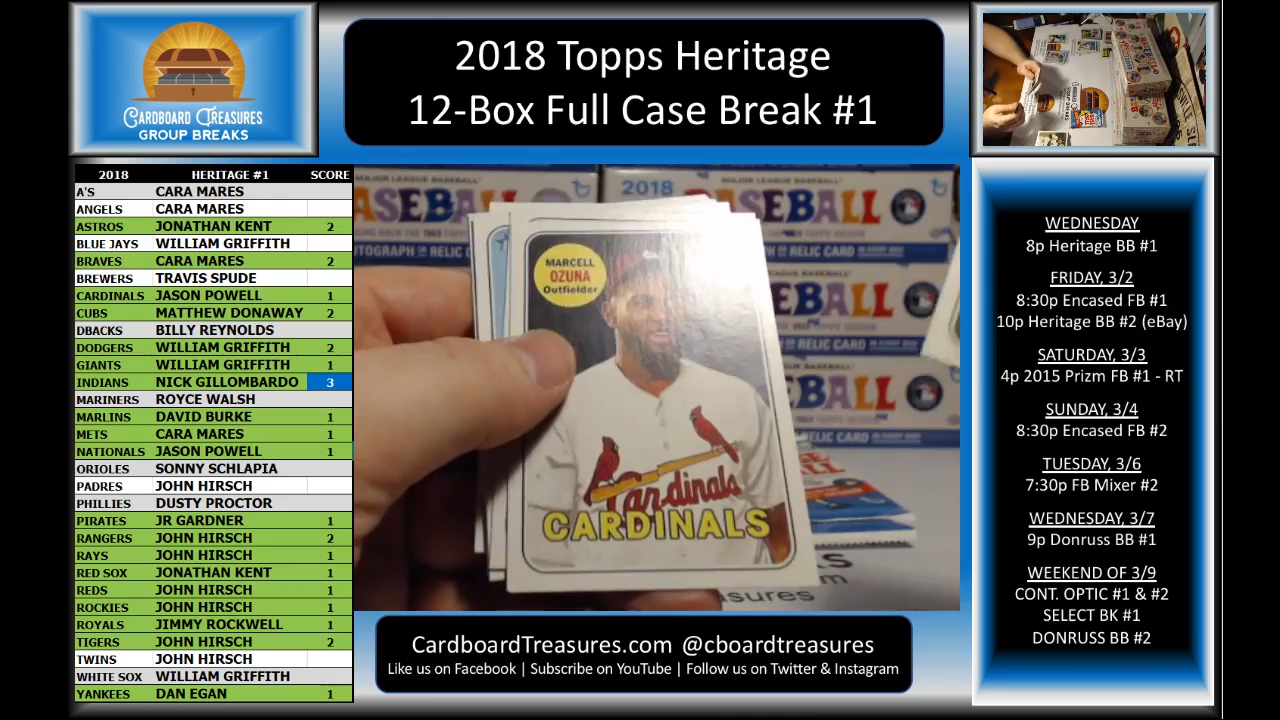 CARDBOARD TREASURES
GROUP BREAKS
2018 Topps Heritage
12-Box Full Case Break #1
2018 HERITAGE #1 SCORE
A'S CARA MARES
ANGELS CARA MARES
ASTROS JONATHAN KENT 2
BLUE JAYS WILLIAM GRIFFITH
BRAVES CARA MARES 2
BREWERS TRAVIS SPUDE
CARDINALS JASON POWELL 1
CUBS MATTHEW DONAWAY 2
DBACKS BILLY REYNOLDS
DODGERS WILLIAM GRIFFITH 2
GIANTS WILLIAM GRIFFITH 1
INDIANS NICK GILLOMBARDO 3
MARINERS ROYCE WALSH
MARLINS DAVID BURKE 1
METS CARA MARES 1
NATIONALS JASON POWELL 1
ORIOLES SONNY SCHLAPIA
PADRES JOHN HIRSCH
PHILLIES DUSTY PROCTOR
PIRATES JR GARDNER 1
RANGERS JOHN HIRSCH 2
RAYS JOHN HIRSCH 1
RED SOX JONATHAN KENT 1
REDS JOHN HIRSCH 1
ROCKIES JOHN HIRSCH 1
ROYALS JIMMY ROCKWELL 1
TIGERS JOHN HIRSCH 2
TWINS JOHN HIRSCH
WHITE SOX WILLIAM GRIFFITH
YANKEES DAN EGAN 1
MAJOR LEAGUE BASEBALL
2018
BASEBALL
AUTOGRAPH OR RELIC
MARCELL
OZUNA
Outfielder
Cardinals
CARDINALS
RELIC CARD
CardboardTreasures.com @cboardtreasures
Like us on Facebook | Subscribe on YouTube | Follow us on Twitter & Instagram
WEDNESDAY
8p Heritage BB #1
FRIDAY, 3/2
8:30p Encased FB #1
10p Heritage BB #2 (eBay)
SATURDAY, 3/3
4p 2015 Prizm FB #1 - RT
SUNDAY, 3/4
8:30p Encased FB #2
TUESDAY, 3/6
7:30p FB Mixer #2
WEDNESDAY, 3/7
9p Donruss BB #1
WEEKEND OF 3/9
CONT. OPTIC #1 & #2
SELECT BK #1
DONRUSS BB #2